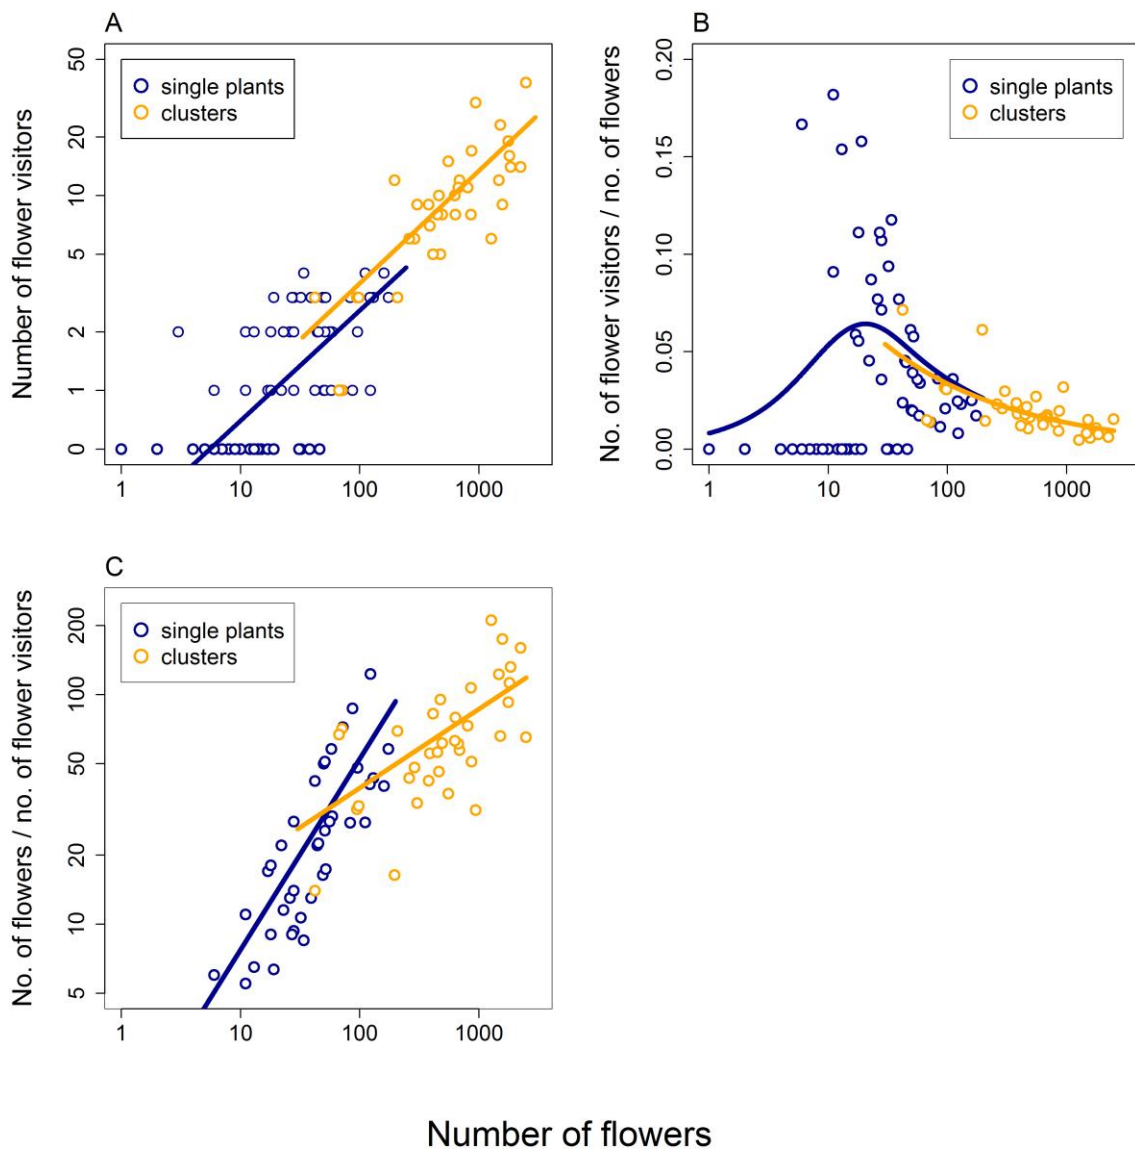 A
Number of flower visitors
50
20
10
5
2
1
0
single plants
clusters
1
10
100
1000
B
No. of flower visitors / no. of flowers
0.20
0.15
0.10
0.05
0.00
single plants
clusters
1
10
100
1000
C
No. of flowers / no. of flower visitors
200
100
50
20
10
5
single plants
clusters
1
10
100
1000
Number of flowers